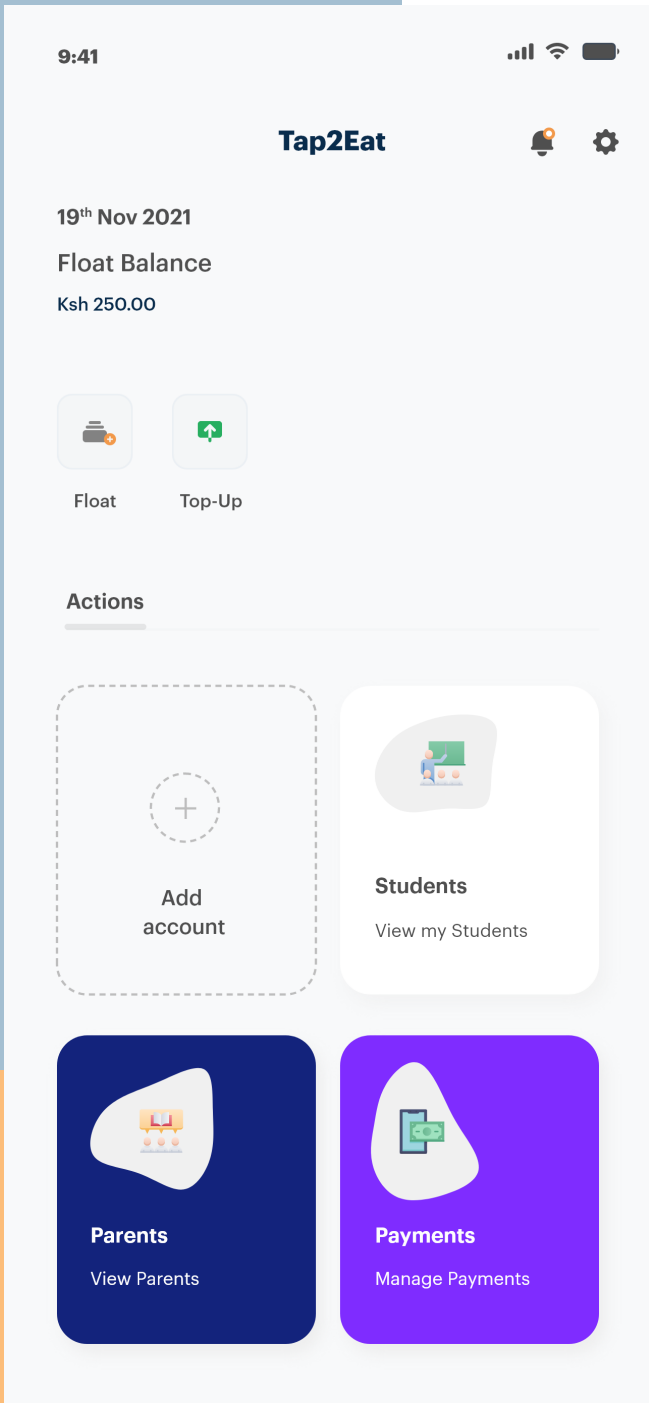 9:41
Tap2Eat
19th Nov 2021
Float Balance
Ksh 250.00
Float
Top-Up
Actions
Add
account
Students
View my Students
Parents
View Parents
Payments
Manage Payments